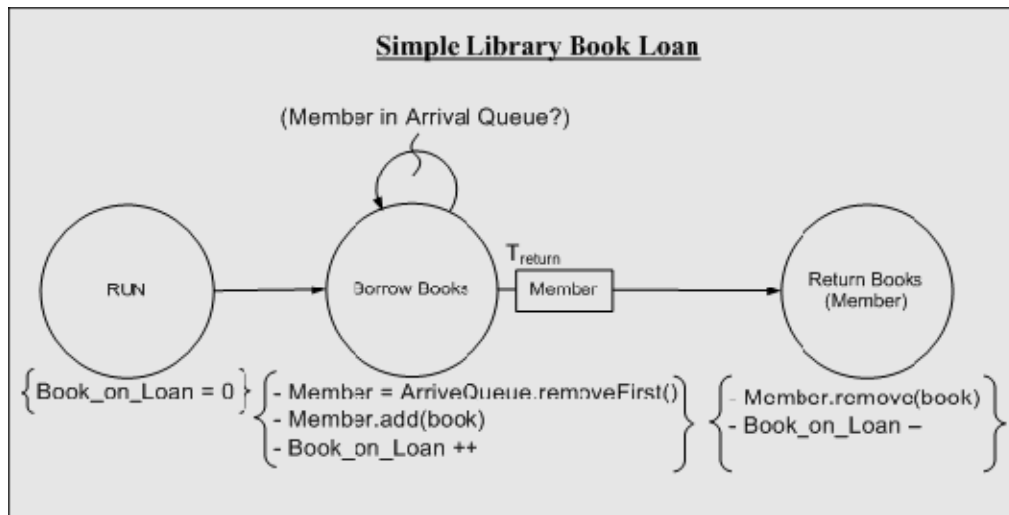 Simple Library Book Loan
(Member in Arrival Queue?)
RUN
Borrow Books
T return
Member
Return Books
(Member)
{Book_on_Loan = 0}
- Member = ArriveQueue.removeFirst()
- Member.add(book)
- Book_on_Loan ++
- Member.remove(book)
- Book_on_Loan –